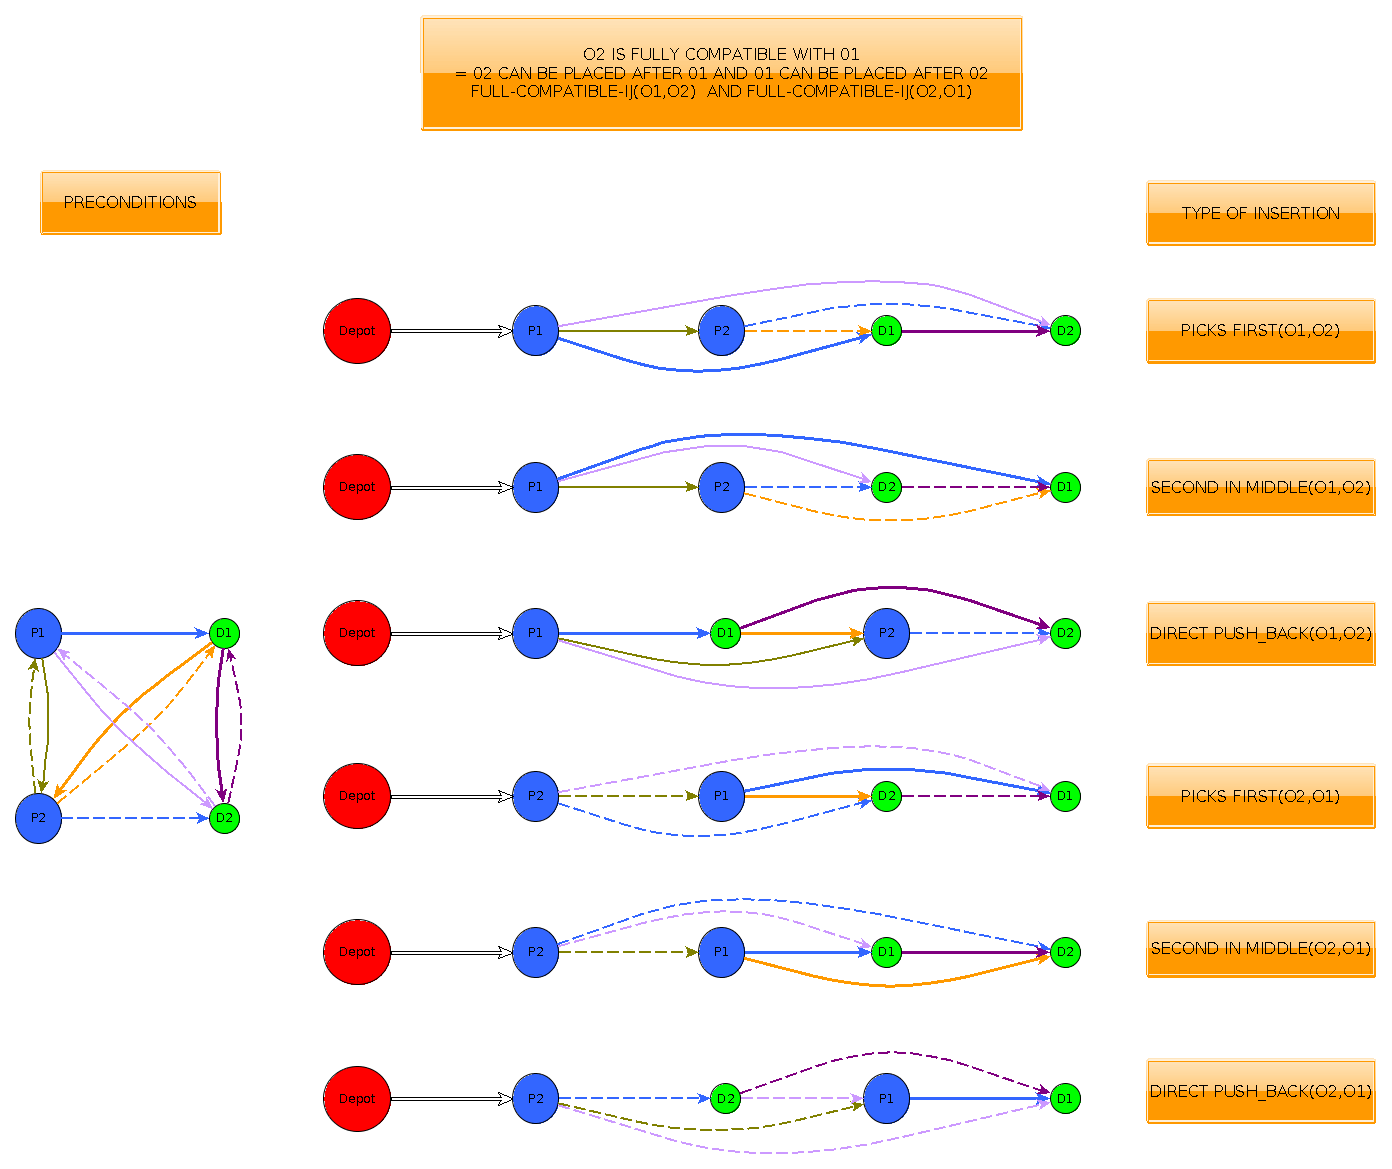 O2 IS FULLY COMPATIBLE WITH 01
= 02 CAN BE PLACED AFTER 01 AND 01 CAN BE PLACED AFTER 02
FULL-COMPATIBLE-IJ(O1,O2)  AND FULL-COMPATIBLE-IJ(O2,O1)
PRECONDITIONS
TYPE OF INSERTION
Depot P1 P2 D1 D2
PICKS FIRST(O1,O2)
Depot P1 P2 D2 D1
SECOND IN MIDDLE(O1,O2)
P1 D1
Depot P1 D1 P2 D2
DIRECT PUSH_BACK(O1,O2)
P2 D2
Depot P2 P1 D2 D1
PICKS FIRST(O2,O1)
Depot P2 P1 D1 D2
SECOND IN MIDDLE(O2,O1)
Depot P2 D2 P1 D1
DIRECT PUSH_BACK(O2,O1)